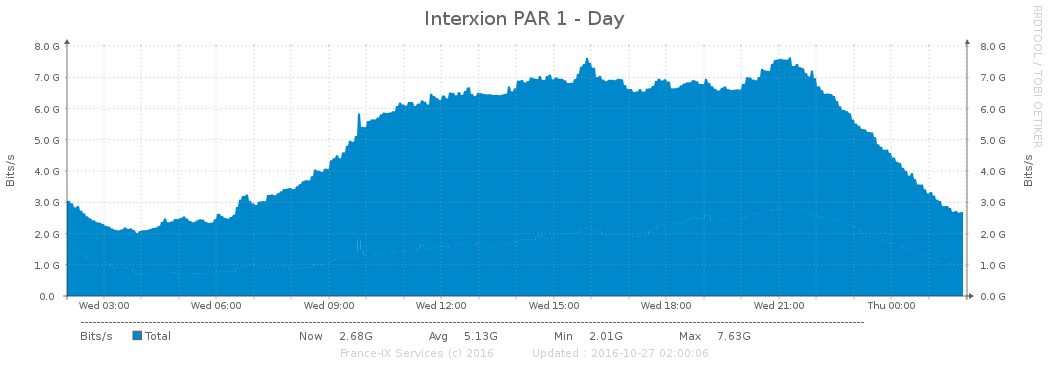 Interxion PAR 1 - Day
RRDTOOL / TOBI OETIKER
8.0 G 8.0 G
7.0 G 7.0 G
6.0 G 6.0 G
5.0 G 5.0 G
4.0 G 4.0 G
3.0 G 3.0 G
2.0 G 2.0 G
1.0 G 1.0 G
0.0 0.0 G
Bits/s
Bits/s
Wed 03:00 Wed 06:00 Wed 09:00 Wed 12:00 Wed 15:00 Wed 18:00 Wed 21:00 Thu 00:00
Bits/s Total Now 2.68G Avg 5.13G Min 2.01G Max 7.63G
France-IX Services (c) 2016 Updated : 2016-10-27 02:00:06